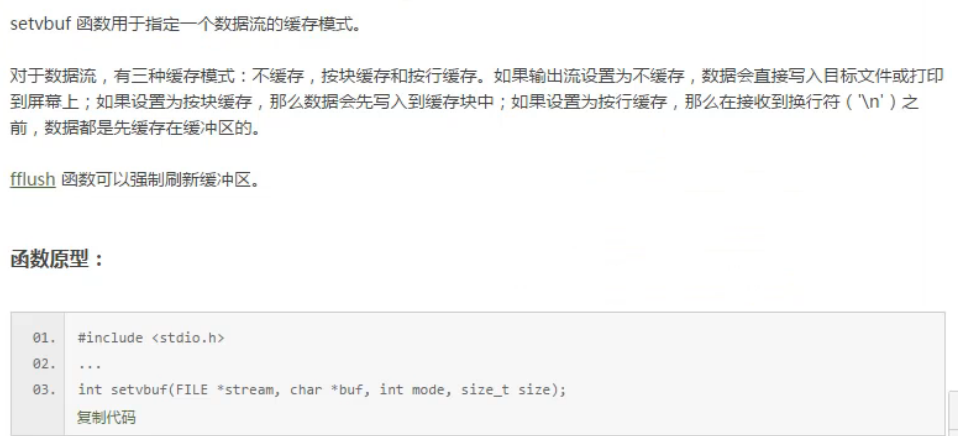 setvbuf 函数用于指定一个数据流的缓存模式。
对于数据流，有三种缓存模式：不缓存，按块缓存和按行缓存。如果输出流设置为不缓存，数据会直接写入目标文件或打印
到屏幕上；如果设置为按块缓存，那么数据会先写入到缓存块中；如果设置为按行缓存，那么在接收到换行符（'\n'）之
前，数据都是先缓存在缓冲区的。
fflush 函数可以强制刷新缓冲区。
函数原型：
01. #include <stdio.h>
02. ...
03. int setvbuf(FILE *stream, char *buf, int mode, size_t size);
复制代码